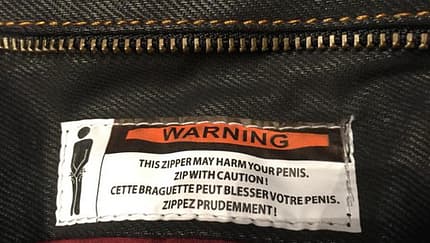 WARNING
THIS ZIPPER MAY HARM YOUR PENIS.
ZIP WITH CAUTION!
CETTE BRAGUETTE PEUT BLESSER VOTRE PENIS.
ZIPPEZ PRUDEMMENT!